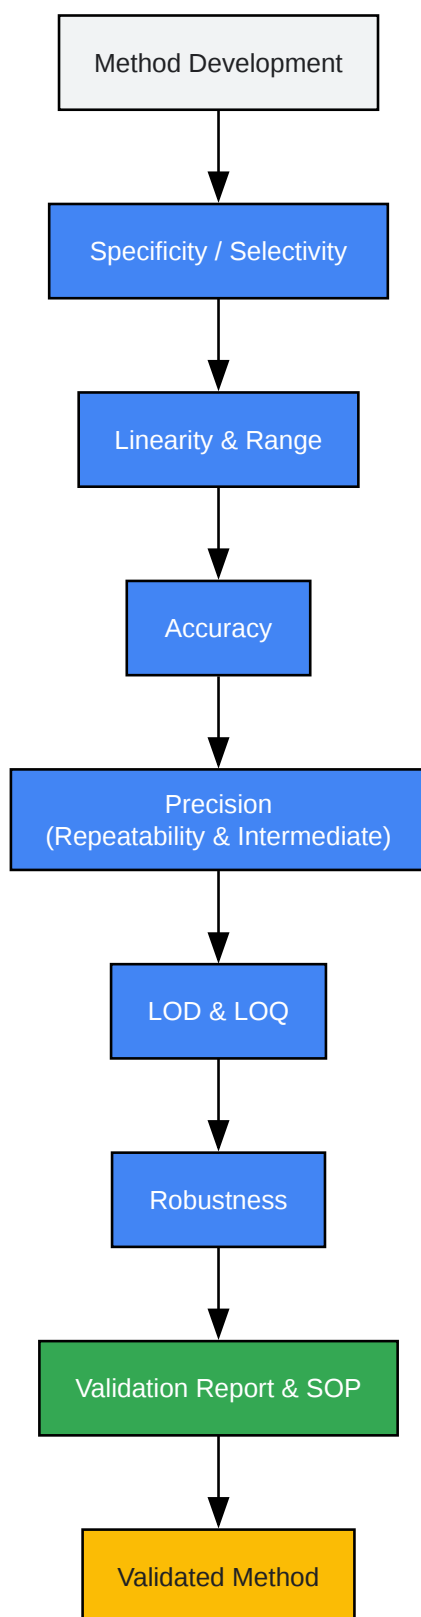 Method Development
Specificity / Selectivity
Linearity & Range
Accuracy
Precision
(Repeatability & Intermediate)
LOD & LOQ
Robustness
Validation Report & SOP
Validated Method